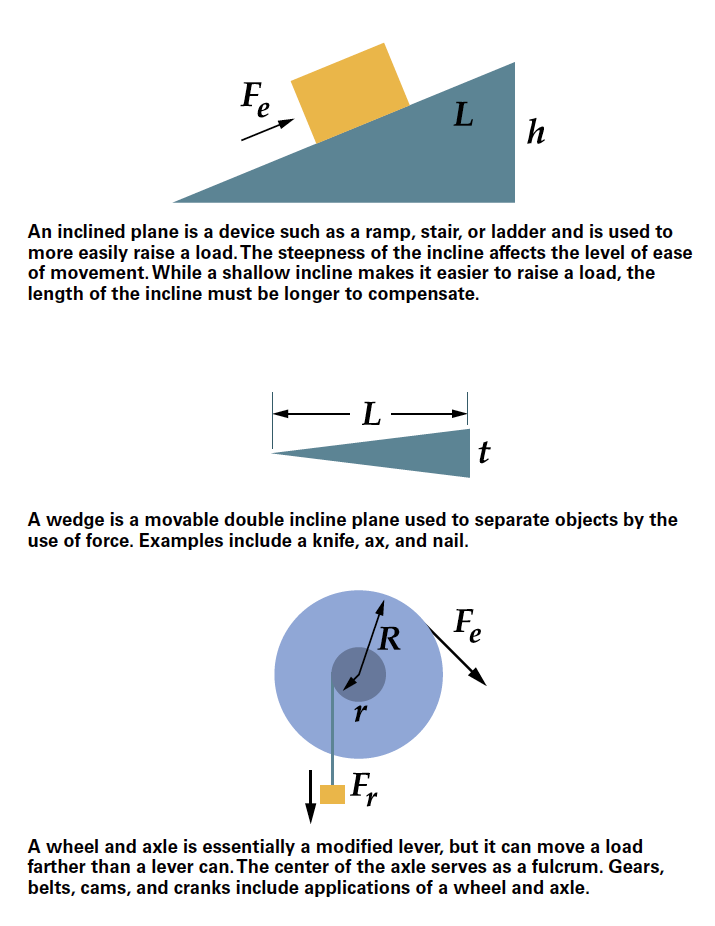 Fe
L
h
An inclined plane is a device such as a ramp, stair, or ladder and is used to
more easily raise a load. The steepness of the incline affects the level of ease
of movement. While a shallow incline makes it easier to raise a load, the
length of the incline must be longer to compensate.
L
t
A wedge is a movable double incline plane used to separate objects by the
use of force. Examples include a knife, ax, and nail.
Fe
R
r
Fr
A wheel and axle is essentially a modified lever, but it can move a load
farther than a lever can. The center of the axle serves as a fulcrum. Gears,
belts, cams, and cranks include applications of a wheel and axle.